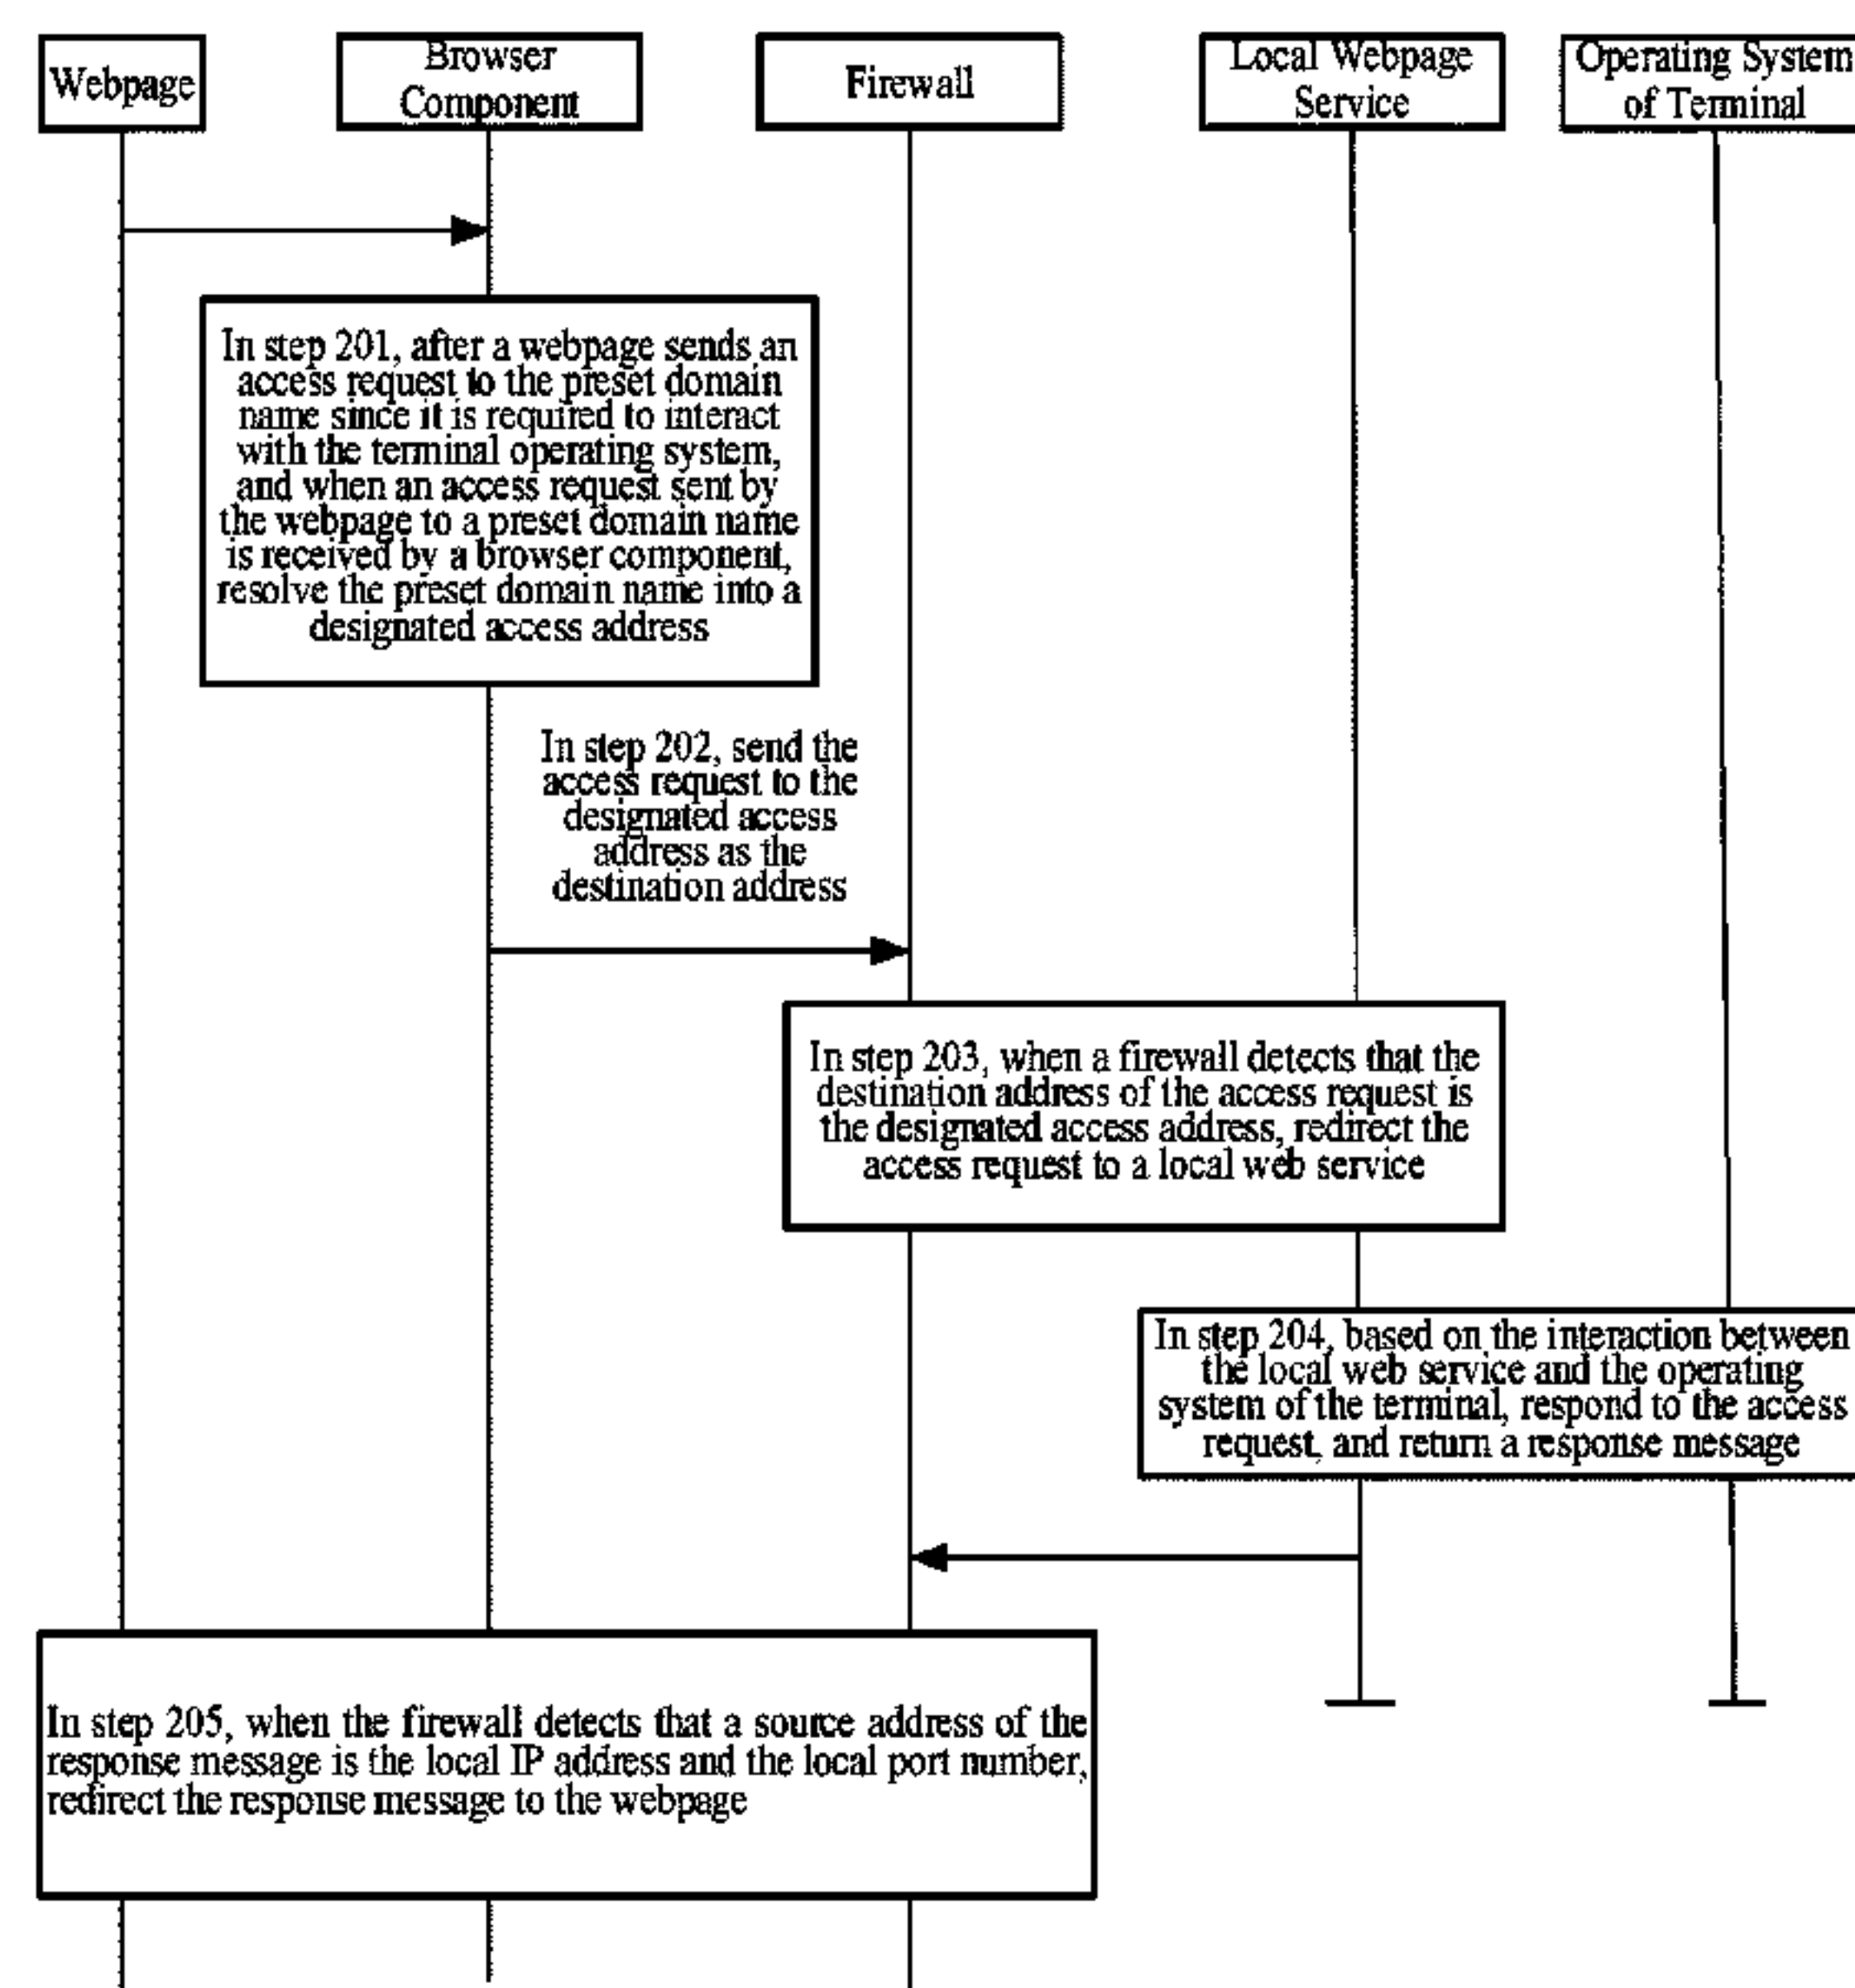 Webpage
Browser
Component
Firewall
Local Webpage
Service
Operating System
of Terminal
In step 201, after a webpage sends an
access request to the preset domain
name since it is required to interact
with the terminal operating system,
and when an access request sent by
the webpage to a preset domain name
is received by a browser component,
resolve the preset domain name into a
designated access address
In step 202, send the
access request to the
designated access
address as the
destination address
In step 203, when a firewall detects that the
destination address of the access request is
the designated access address, redirect the
access request to a local web service
In step 204, based on the interaction between
the local web service and the operating
system of the terminal, respond to the access
request, and return a response message
In step 205, when the firewall detects that a source address of the
response message is the local IP address and the local port number,
redirect the response message to the webpage